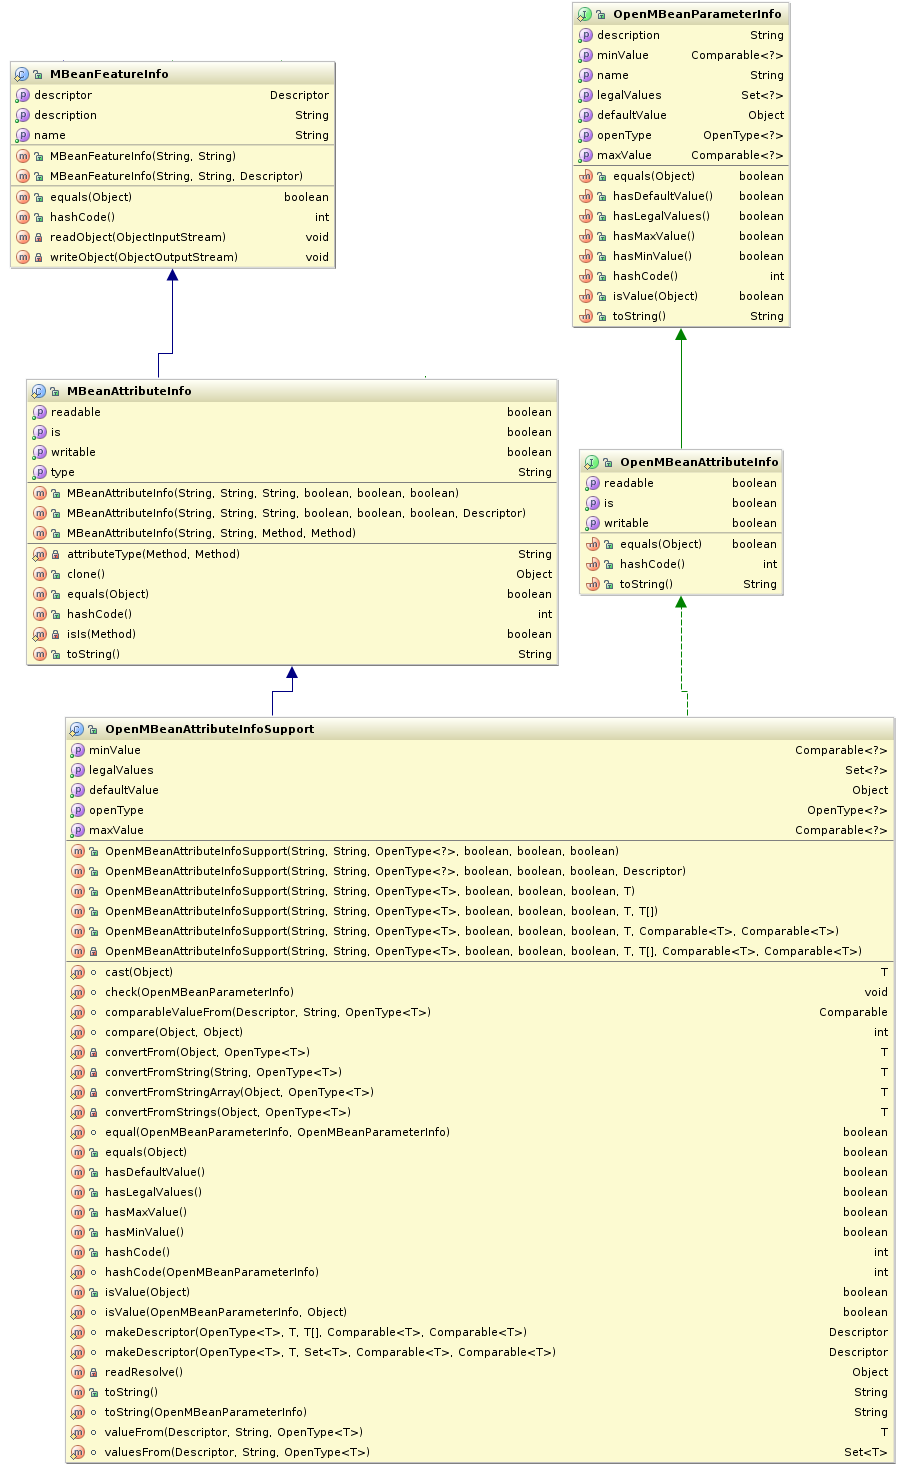 MBeanFeatureInfo
descriptor Descriptor
description String
name String
MBeanFeatureInfo(String, String)
MBeanFeatureInfo(String, String, Descriptor)
equals(Object) boolean
hashCode() int
readObject(ObjectInputStream) void
writeObject(ObjectOutputStream) void
OpenMBeanParameterInfo
description String
minValue Comparable<?>
name String
legalValues Set<?>
defaultValue Object
openType OpenType<?>
maxValue Comparable<?>
equals(Object) boolean
hasDefaultValue() boolean
hasLegalValues() boolean
hasMaxValue() boolean
hasMinValue() boolean
hashCode() int
isValue(Object) boolean
toString() String
MBeanAttributeInfo
readable boolean
is boolean
writable boolean
type String
MBeanAttributeInfo(String, String, String, boolean, boolean, boolean)
MBeanAttributeInfo(String, String, String, boolean, boolean, boolean, Descriptor)
MBeanAttributeInfo(String, String, Method, Method)
attributeType(Method, Method) String
clone() Object
equals(Object) boolean
hashCode() int
isIs(Method) boolean
toString() String
OpenMBeanAttributeInfo
readable boolean
is boolean
writable boolean
equals(Object) boolean
hashCode() int
toString() String
OpenMBeanAttributeInfoSupport
minValue Comparable<?>
legalValues Set<?>
defaultValue Object
openType OpenType<?>
maxValue Comparable<?>
OpenMBeanAttributeInfoSupport(String, String, OpenType<?>, boolean, boolean, boolean)
OpenMBeanAttributeInfoSupport(String, String, OpenType<?>, boolean, boolean, boolean, Descriptor)
OpenMBeanAttributeInfoSupport(String, String, OpenType<T>, boolean, boolean, boolean, T)
OpenMBeanAttributeInfoSupport(String, String, OpenType<T>, boolean, boolean, boolean, T, T[])
OpenMBeanAttributeInfoSupport(String, String, OpenType<T>, boolean, boolean, boolean, T, Comparable<T>, Comparable<T>)
OpenMBeanAttributeInfoSupport(String, String, OpenType<T>, boolean, boolean, boolean, T, T[], Comparable<T>, Comparable<T>)
cast(Object) T
check(OpenMBeanParameterInfo) void
comparableValueFrom(Descriptor, String, OpenType<T>) Comparable
compare(Object, Object) int
convertFrom(Object, OpenType<T>) T
convertFromString(String, OpenType<T>) T
convertFromStringArray(Object, OpenType<T>) T
convertFromStrings(Object, OpenType<T>) T
equal(OpenMBeanParameterInfo, OpenMBeanParameterInfo) boolean
equals(Object) boolean
hasDefaultValue() boolean
hasLegalValues() boolean
hasMaxValue() boolean
hasMinValue() boolean
hashCode() int
hashCode(OpenMBeanParameterInfo) int
isValue(Object) boolean
isValue(OpenMBeanParameterInfo, Object) boolean
makeDescriptor(OpenType<T>, T, T[], Comparable<T>, Comparable<T>) Descriptor
makeDescriptor(OpenType<T>, T, Set<T>, Comparable<T>, Comparable<T>) Descriptor
readResolve() Object
toString() String
toString(OpenMBeanParameterInfo) String
valueFrom(Descriptor, String, OpenType<T>) T
valuesFrom(Descriptor, String, OpenType<T>) Set<T>